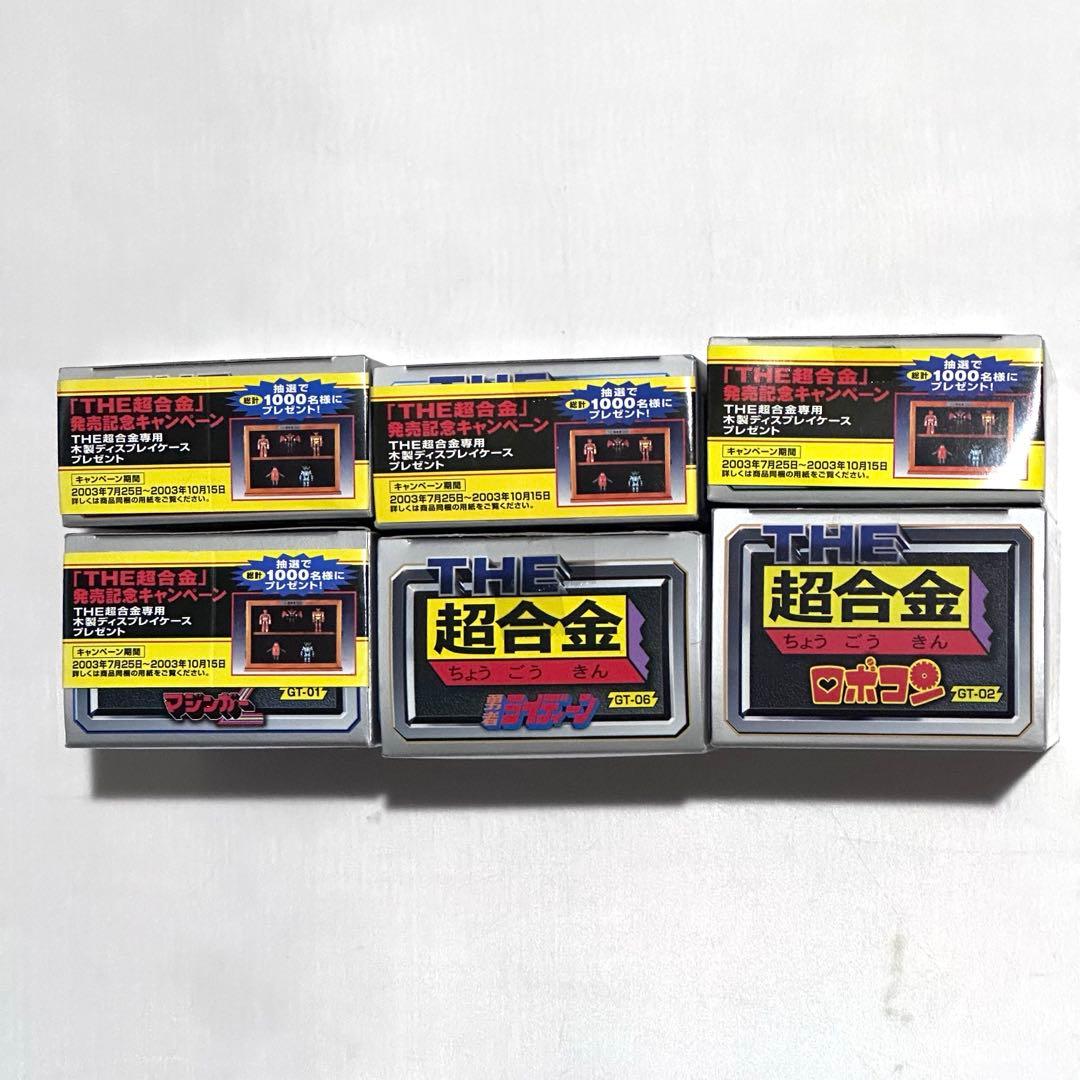 「THE超合金」
発売記念キャンペーン
THE超合金専用
木製ディスプレイケース
プレゼント
抽選で
総計1000名様に
プレゼント!
キャンペーン期間
2003年7月25日～2003年10月15日
詳しくは商品同梱の用紙をご覧ください。
THE
「THE超合金」
発売記念キャンペーン
THE超合金専用
木製ディスプレイケース
プレゼント
抽選で
総計1000名様に
プレゼント!
キャンペーン期間
2003年7月25日～2003年10月15日
詳しくは商品同梱の用紙をご覧ください。
「THE超合金」
発売記念キャンペーン
THE超合金専用
木製ディスプレイケース
プレゼント
抽選で
総計1000名様に
プレゼント!
キャンペーン期間
2003年7月25日～2003年10月15日
詳しくは商品同梱の用紙をご覧ください。
「THE超合金」
発売記念キャンペーン
THE超合金専用
木製ディスプレイケース
プレゼント
抽選で
総計1000名様に
プレゼント!
キャンペーン期間
2003年7月25日～2003年10月15日
詳しくは商品同梱の用紙をご覧ください。
マジンガーZ
GT-01
THE
超合金
ちょう ごう きん
勇者ライディーン
GT-06
THE
超合金
ちょう ごう きん
ロボコン
GT-02